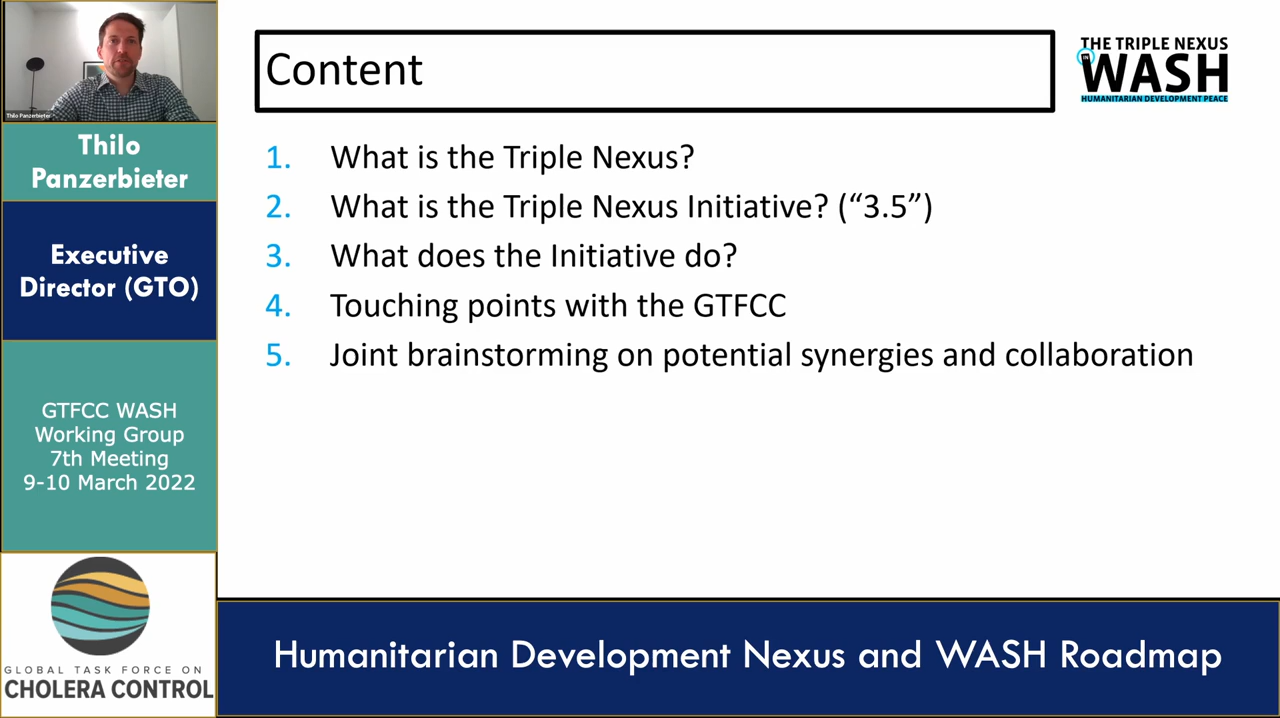 Thilo Panzerbieter
Thilo
Panzerbieter
Executive
Director (GTO)
GTFCC WASH
Working Group
7th Meeting
9-10 March 2022
GLOBAL TASK FORCE ON
CHOLERA CONTROL
Content
THE TRIPLE NEXUS
IN WASH
HUMANITARIAN DEVELOPMENT PEACE
1. What is the Triple Nexus?
2. What is the Triple Nexus Initiative? (“3.5”)
3. What does the Initiative do?
4. Touching points with the GTFCC
5. Joint brainstorming on potential synergies and collaboration
Humanitarian Development Nexus and WASH Roadmap